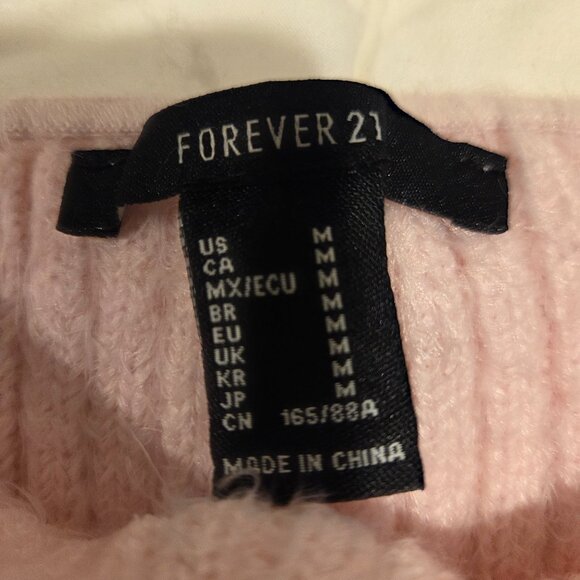 FOREVER 21
US M
CA M
MX/ECU M
BR M
EU M
UK M
KR M
JP M
CN 165/88A
MADE IN CHINA